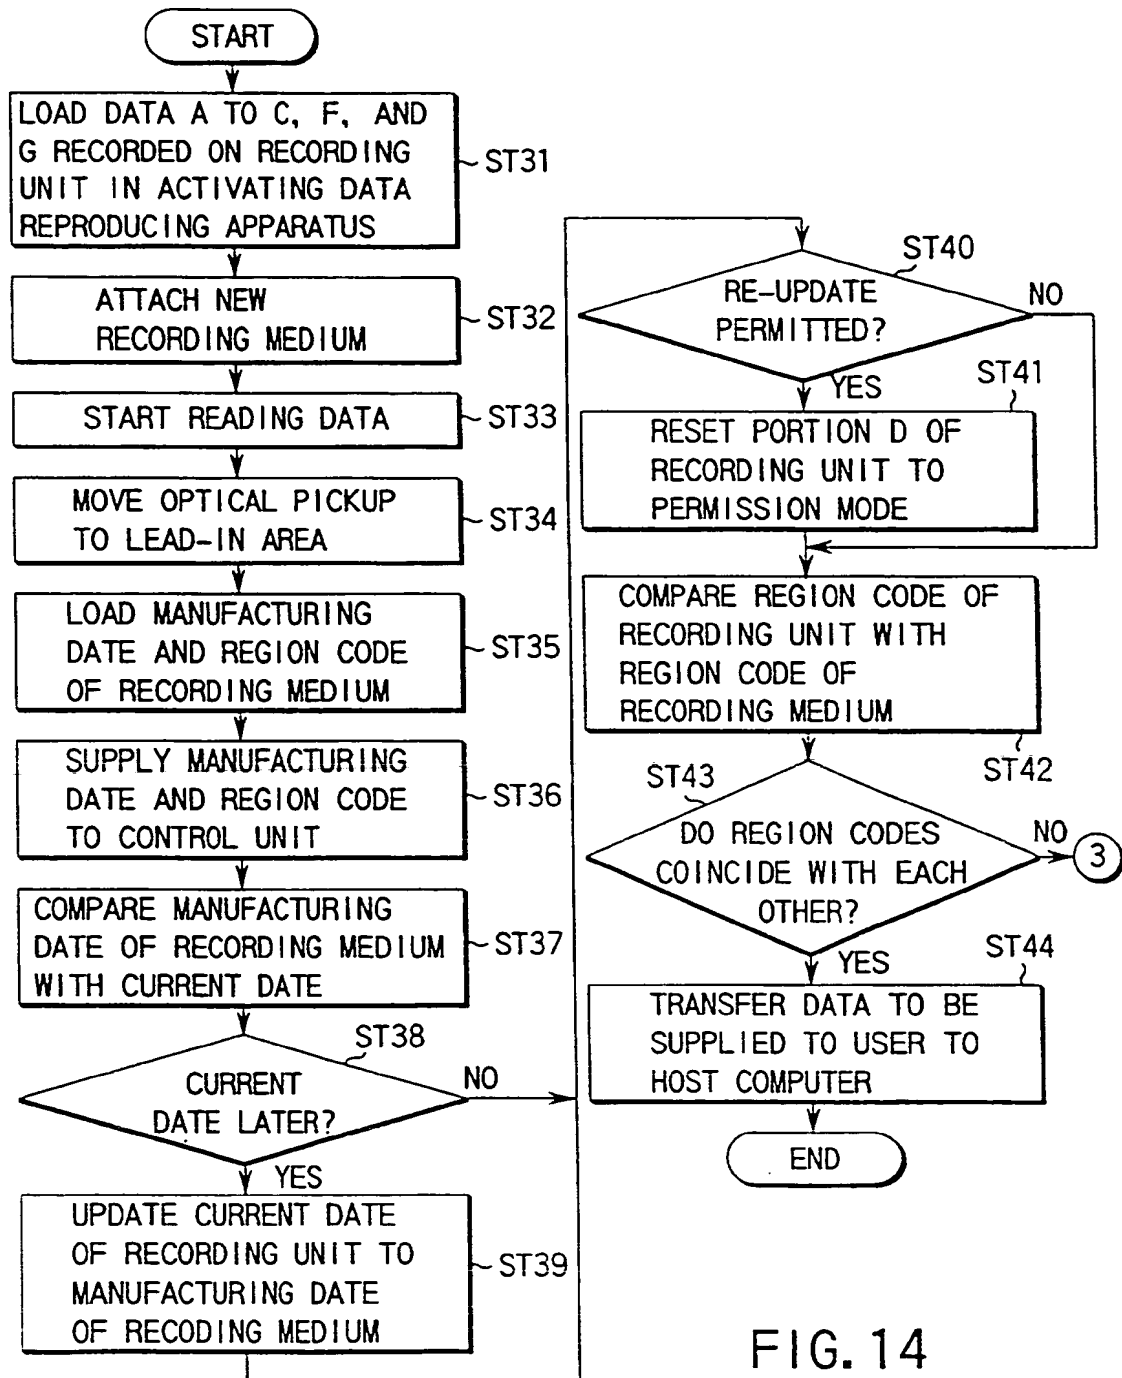 START
LOAD DATA A TO C, F, AND
G RECORDED ON RECORDING
UNIT IN ACTIVATING DATA
REPRODUCING APPARATUS
ST31
ATTACH NEW
RECORDING MEDIUM
ST32
START READING DATA
ST33
MOVE OPTICAL PICKUP
TO LEAD-IN AREA
ST34
LOAD MANUFACTURING
DATE AND REGION CODE
OF RECORDING MEDIUM
ST35
SUPPLY MANUFACTURING
DATE AND REGION CODE
TO CONTROL UNIT
ST36
COMPARE MANUFACTURING
DATE OF RECORDING MEDIUM
WITH CURRENT DATE
ST37
ST38
CURRENT
DATE LATER?
NO
YES
UPDATE CURRENT DATE
OF RECORDING UNIT TO
MANUFACTURING DATE
OF RECODING MEDIUM
ST39
ST40
RE-UPDATE
PERMITTED?
NO
YES
ST41
RESET PORTION D OF
RECORDING UNIT TO
PERMISSION MODE
COMPARE REGION CODE OF
RECORDING UNIT WITH
REGION CODE OF
RECORDING MEDIUM
ST42
ST43
DO REGION CODES
COINCIDE WITH EACH
OTHER?
NO
3
YES
ST44
TRANSFER DATA TO BE
SUPPLIED TO USER TO
HOST COMPUTER
END
FIG. 14